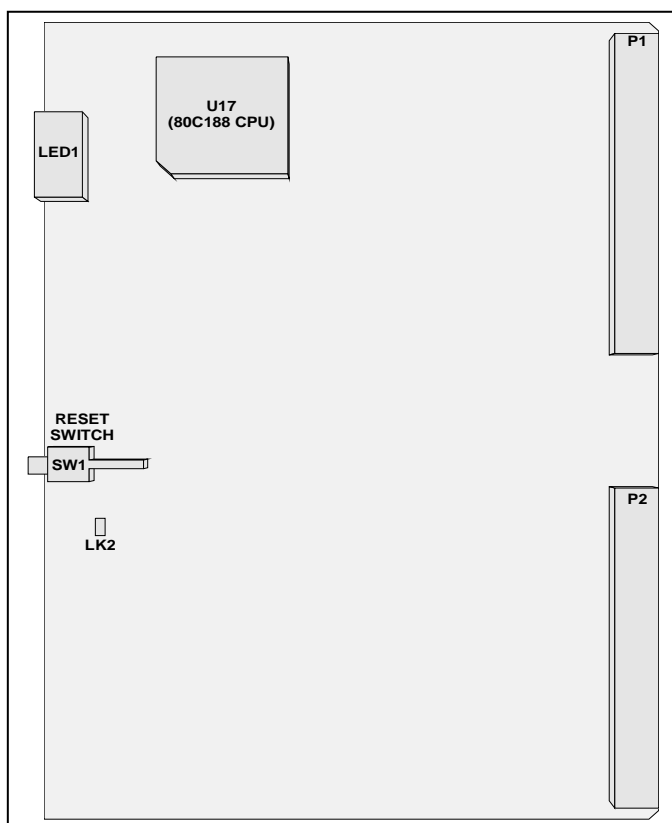 P1
U17
(80C188 CPU)
LED1
RESET
SWITCH
SW1
P2
LK2